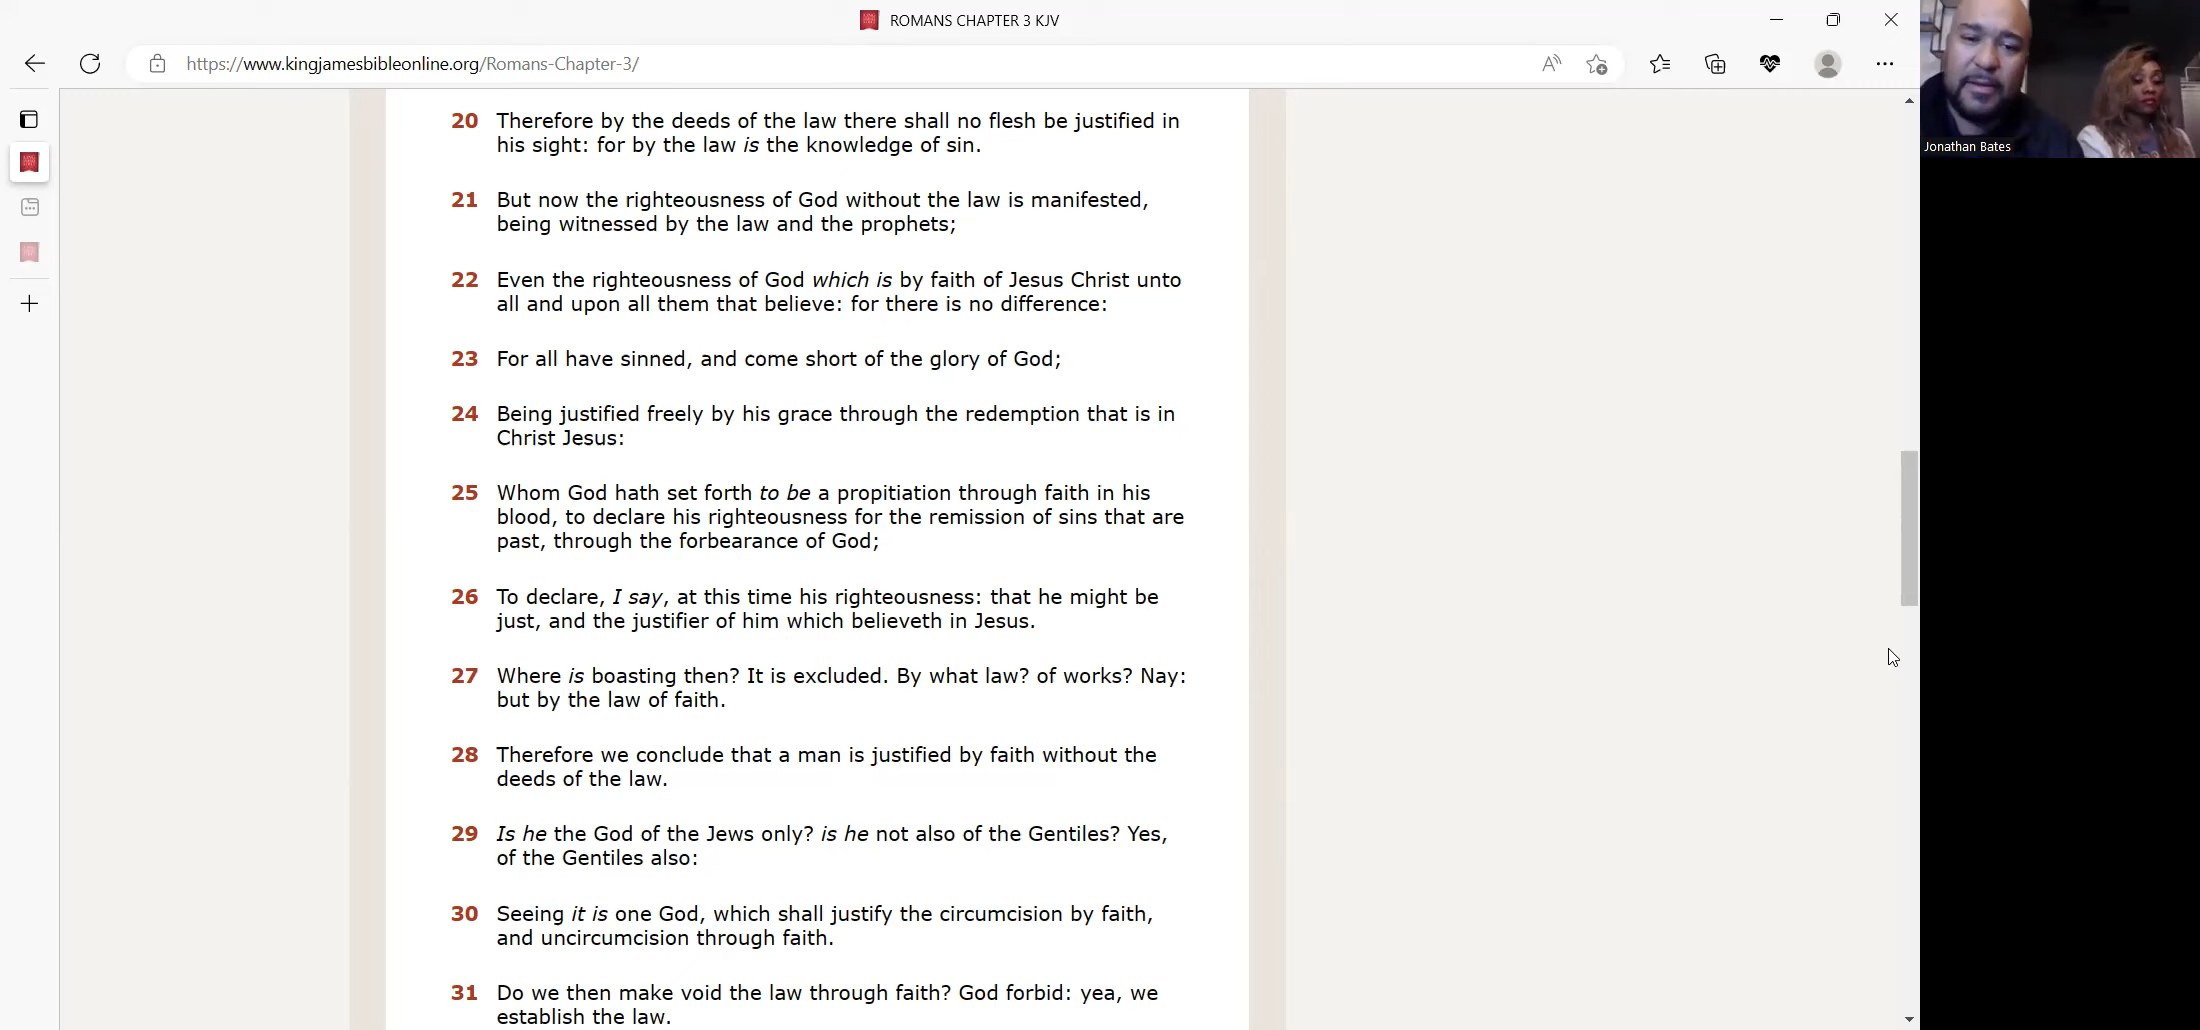 ROMANS CHAPTER 3 KJV
https://www.kingjamesbibleonline.org/Romans-Chapter-3/
Jonathan Bates
20 Therefore by the deeds of the law there shall no flesh be justified in
his sight: for by the law is the knowledge of sin.
21 But now the righteousness of God without the law is manifested,
being witnessed by the law and the prophets;
22 Even the righteousness of God which is by faith of Jesus Christ unto
all and upon all them that believe: for there is no difference:
23 For all have sinned, and come short of the glory of God;
24 Being justified freely by his grace through the redemption that is in
Christ Jesus:
25 Whom God hath set forth to be a propitiation through faith in his
blood, to declare his righteousness for the remission of sins that are
past, through the forbearance of God;
26 To declare, I say, at this time his righteousness: that he might be
just, and the justifier of him which believeth in Jesus.
27 Where is boasting then? It is excluded. By what law? of works? Nay:
but by the law of faith.
28 Therefore we conclude that a man is justified by faith without the
deeds of the law.
29 Is he the God of the Jews only? is he not also of the Gentiles? Yes,
of the Gentiles also:
30 Seeing it is one God, which shall justify the circumcision by faith,
and uncircumcision through faith.
31 Do we then make void the law through faith? God forbid: yea, we
establish the law.